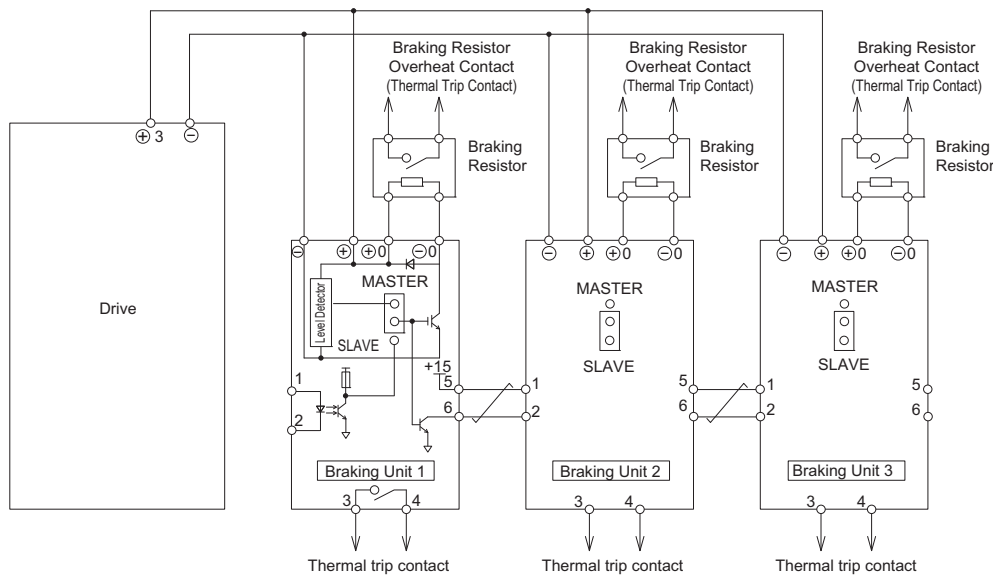 Braking Resistor
Overheat Contact
(Thermal Trip Contact)
Braking Resistor
Overheat Contact
(Thermal Trip Contact)
Braking Resistor
Overheat Contact
(Thermal Trip Contact)
⊕ 3 ⊖
Braking
Resistor
Braking
Resistor
Braking
Resistor
Drive
⊖ ⊕ ⊕0 ⊖0
MASTER
Level Detector
SLAVE
+15
1
2
5
6
Braking Unit 1
3 4
Thermal trip contact
⊖ ⊕ ⊕0 ⊖0
MASTER
SLAVE
1
2
5
6
Braking Unit 2
3 4
Thermal trip contact
⊖ ⊕ ⊕0 ⊖0
MASTER
SLAVE
1
2
5
6
Braking Unit 3
3 4
Thermal trip contact